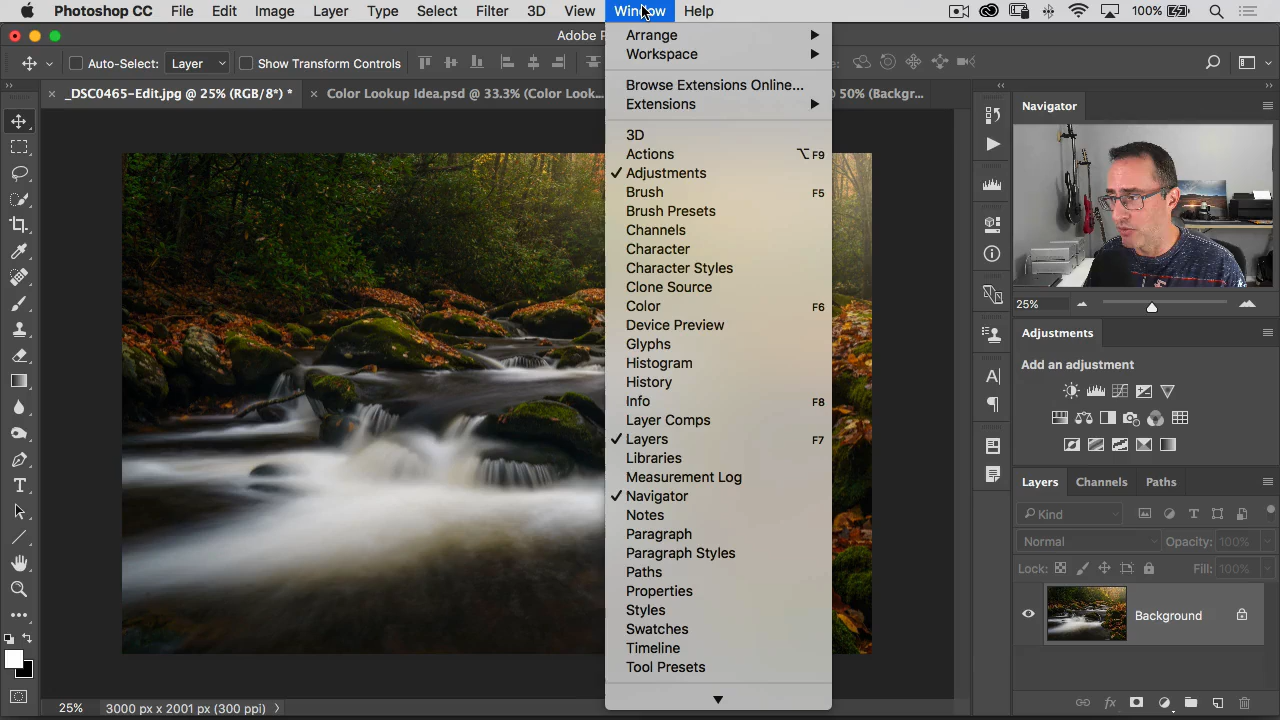 Photoshop CC File Edit Image Layer Type Select Filter 3D View Window Help 100%
Adobe P
Auto-Select: Layer Show Transform Controls
× _DSC0465-Edit.jpg @ 25% (RGB/8*) * × Color Lookup Idea.psd @ 33.3% (Color Look... @ 50% (Backgr...
Arrange
Workspace
Browse Extensions Online...
Extensions
3D
Actions ⌥F9
✓ Adjustments
Brush F5
Brush Presets
Channels
Character
Character Styles
Clone Source
Color F6
Device Preview
Glyphs
Histogram
History
Info F8
Layer Comps
✓ Layers F7
Libraries
Measurement Log
✓ Navigator
Notes
Paragraph
Paragraph Styles
Paths
Properties
Styles
Swatches
Timeline
Tool Presets
Navigator
25%
Adjustments
Add an adjustment
Layers Channels Paths
Kind
Normal Opacity: 100%
Lock: Fill: 100%
Background
25% 3000 px x 2001 px (300 ppi)